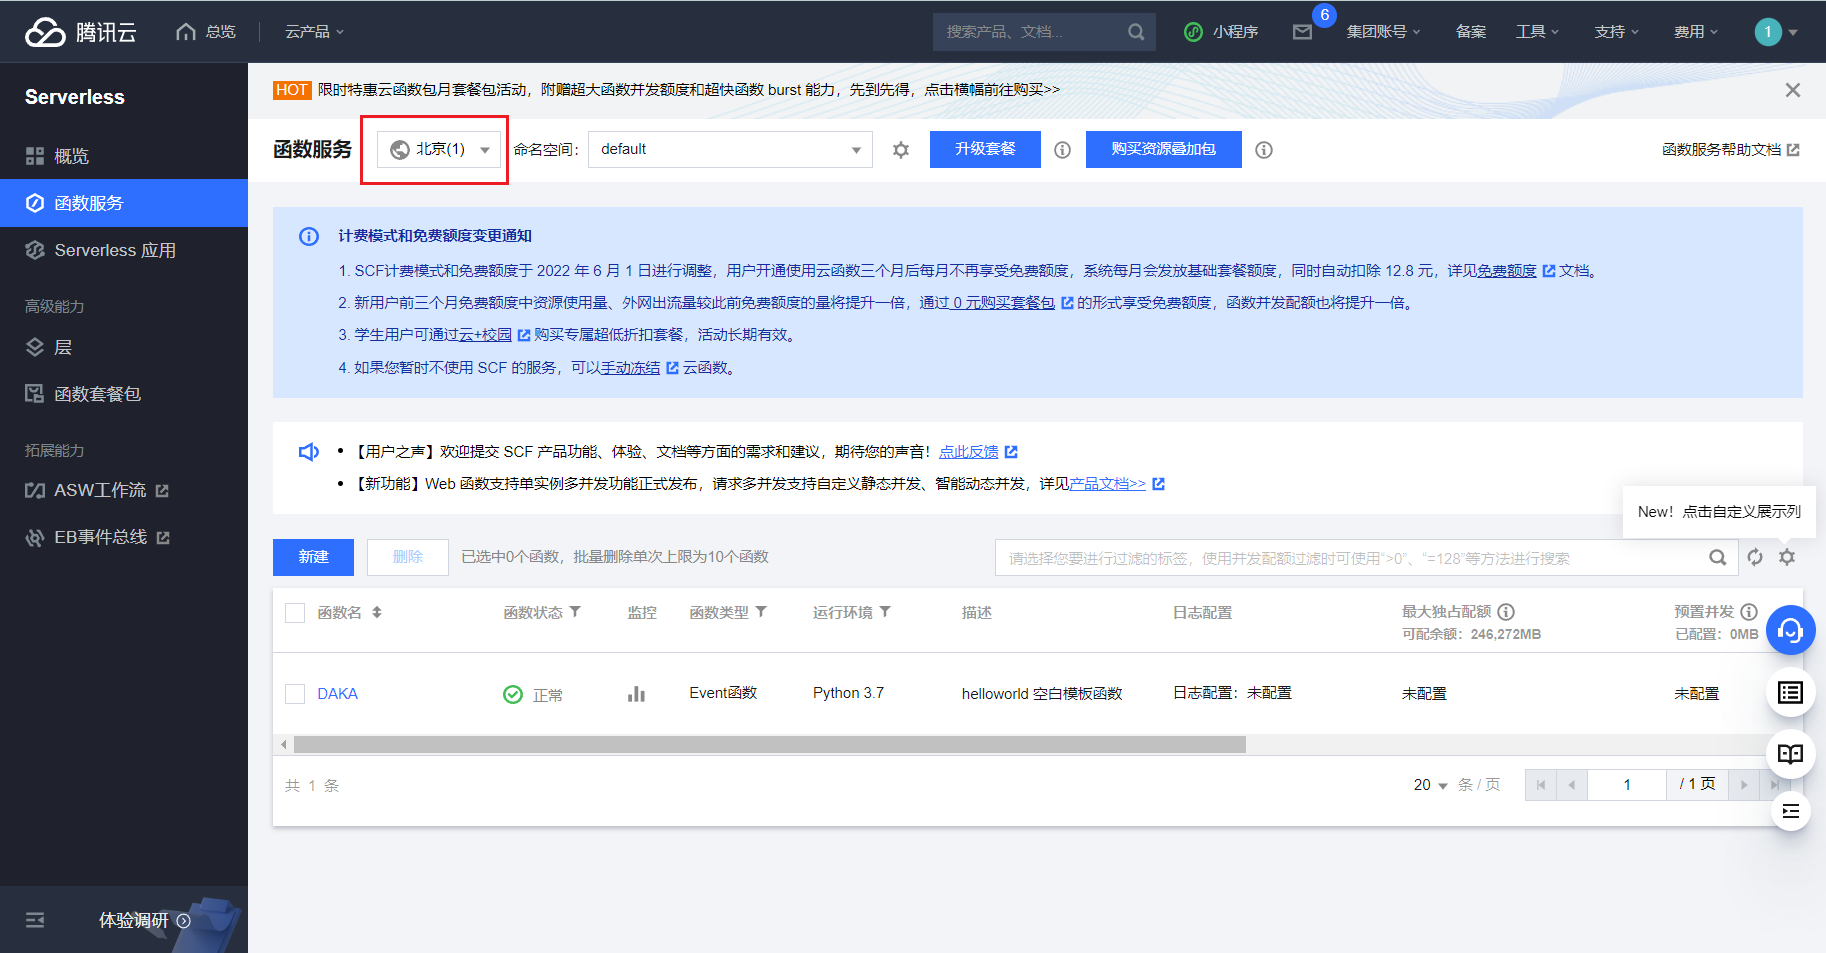 腾讯云
总览
云产品
搜索产品、文档...
小程序
6
集团账号
备案
工具
支持
费用
1
Serverless
概览
函数服务
Serverless 应用
高级能力
层
函数套餐包
拓展能力
ASW工作流
EB事件总线
体验调研
HOT 限时特惠云函数包月套餐包活动，附赠超大函数并发额度和超快函数 burst 能力，先到先得，点击横幅前往购买>>
函数服务
北京(1)
命名空间：
default
升级套餐
购买资源叠加包
函数服务帮助文档
计费模式和免费额度变更通知
1. SCF计费模式和免费额度于 2022 年 6 月 1 日进行调整，用户开通使用云函数三个月后每月不再享受免费额度，系统每月会发放基础套餐额度，同时自动扣除 12.8 元，详见免费额度 文档。
2. 新用户前三个月免费额度中资源使用量、外网出流量较此前免费额度的量将提升一倍，通过 0 元购买套餐包 的形式享受免费额度，函数并发配额也将提升一倍。
3. 学生用户可通过云+校园 购买专属超低折扣套餐，活动长期有效。
4. 如果您暂时不使用 SCF 的服务，可以手动冻结 云函数。
• 【用户之声】欢迎提交 SCF 产品功能、体验、文档等方面的需求和建议，期待您的声音！点此反馈
• 【新功能】Web 函数支持单实例多并发功能正式发布，请求多并发支持自定义静态并发、智能动态并发，详见产品文档>>
New！点击自定义展示列
新建
删除
已选中0个函数，批量删除单次上限为10个函数
请选择您要进行过滤的标签，使用并发配额过滤时可使用“>0”、“=128”等方法进行搜索
函数名
函数状态
监控
函数类型
运行环境
描述
日志配置
最大独占配额
可配余额：246,272MB
预置并发
已配置：0MB
DAKA
正常
Event函数
Python 3.7
helloworld 空白模板函数
日志配置：未配置
未配置
未配置
共 1 条
20
条 / 页
1
/ 1 页